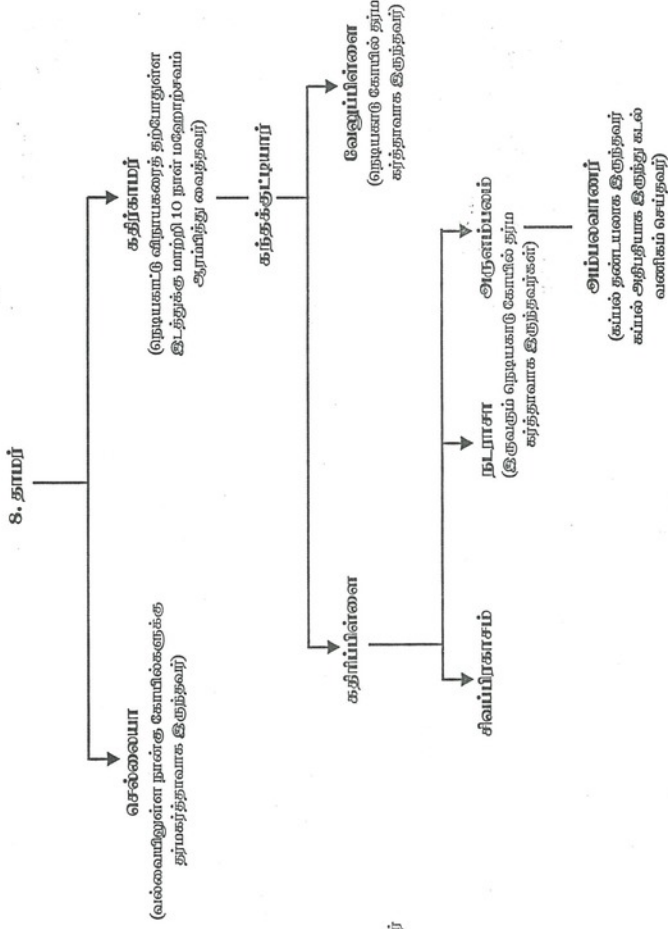 8. தாமர்
செல்லையா
(வல்வையிலுள்ள நான்கு கோயில்களுக்கு
தர்மகர்த்தாவாக இருந்தவர்)
கதிர்காமர்
(நெடியகாட்டு விநாயகரைத் தற்போதுள்ள
இடத்துக்கு மாற்றி 10 நாள் மஹோற்சவம்
ஆரம்பித்து வைத்தவர்)
கந்தக்குட்டியார்
கதிரிப்பிள்ளை
வேலுப்பிள்ளை
(நெடியகாடு கோயில் தர்ம
கர்த்தாவாக இருந்தவர்)
சிவப்பிரகாசம்
நடராசா
அருளம்பலம்
(இருவரும் நெடியகாடு கோயில் தர்ம
கர்த்தாவாக இருந்தவர்கள்)
அம்பலவாணர்
(கப்பல் தண்டயலாக இருந்தவர்
கப்பல் அதிபதியாக இருந்து கடல்
வணிகம் செய்தவர்)
ர்